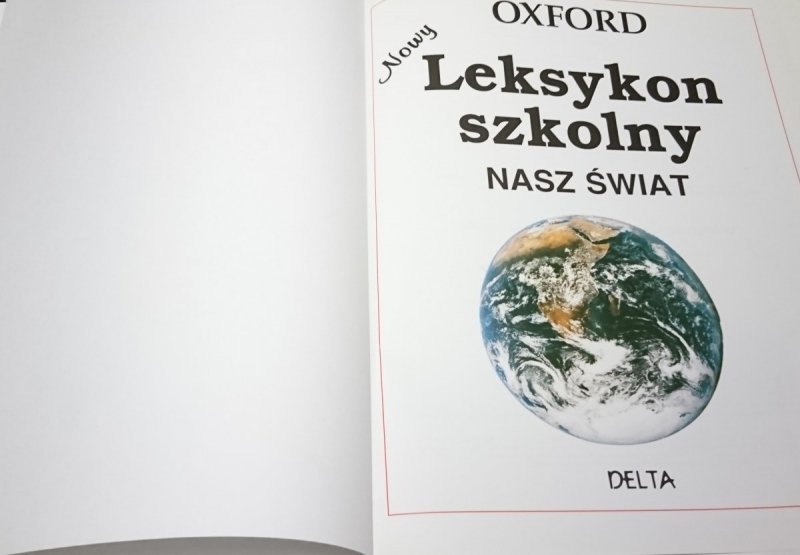 OXFORD
Nowy
Leksykon
szkolny
NASZ ŚWIAT
DELTA